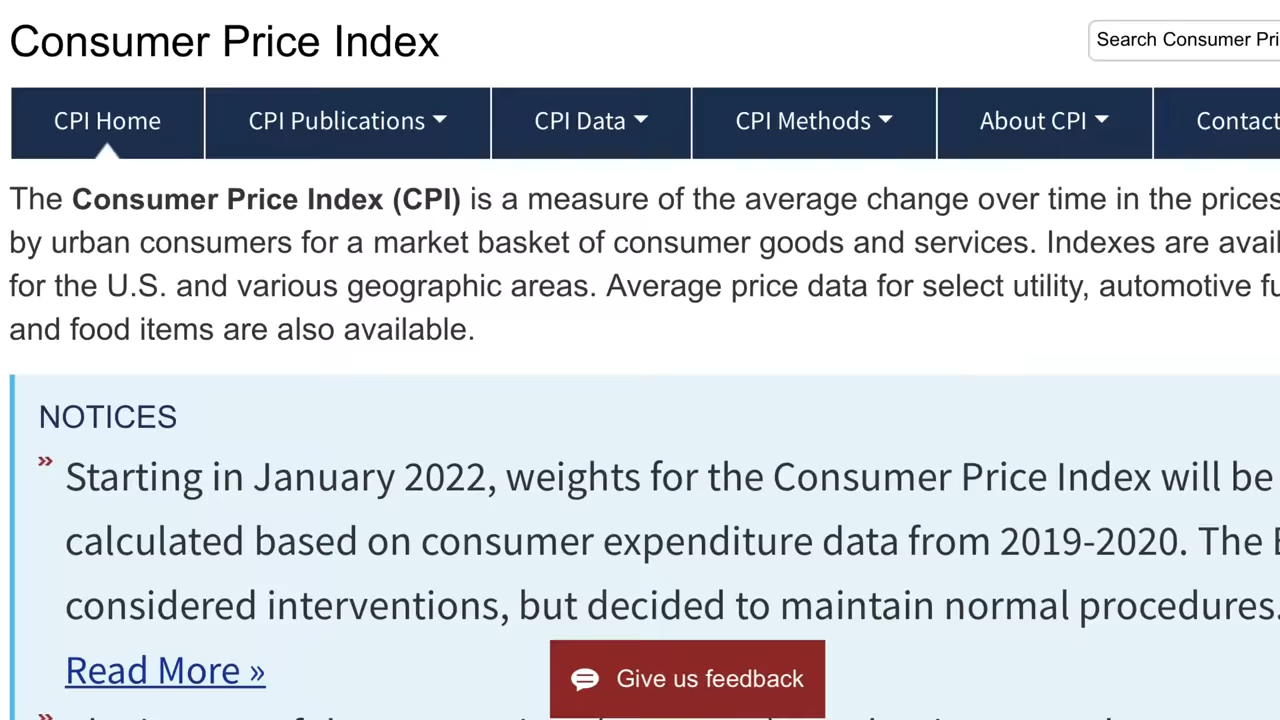 Consumer Price Index
Search Consumer Pri
CPI Home CPI Publications CPI Data CPI Methods About CPI Contact
The Consumer Price Index (CPI) is a measure of the average change over time in the prices
by urban consumers for a market basket of consumer goods and services. Indexes are avail
for the U.S. and various geographic areas. Average price data for select utility, automotive fu
and food items are also available.
NOTICES
» Starting in January 2022, weights for the Consumer Price Index will be
calculated based on consumer expenditure data from 2019-2020. The
considered interventions, but decided to maintain normal procedures.
Read More »
Give us feedback
»